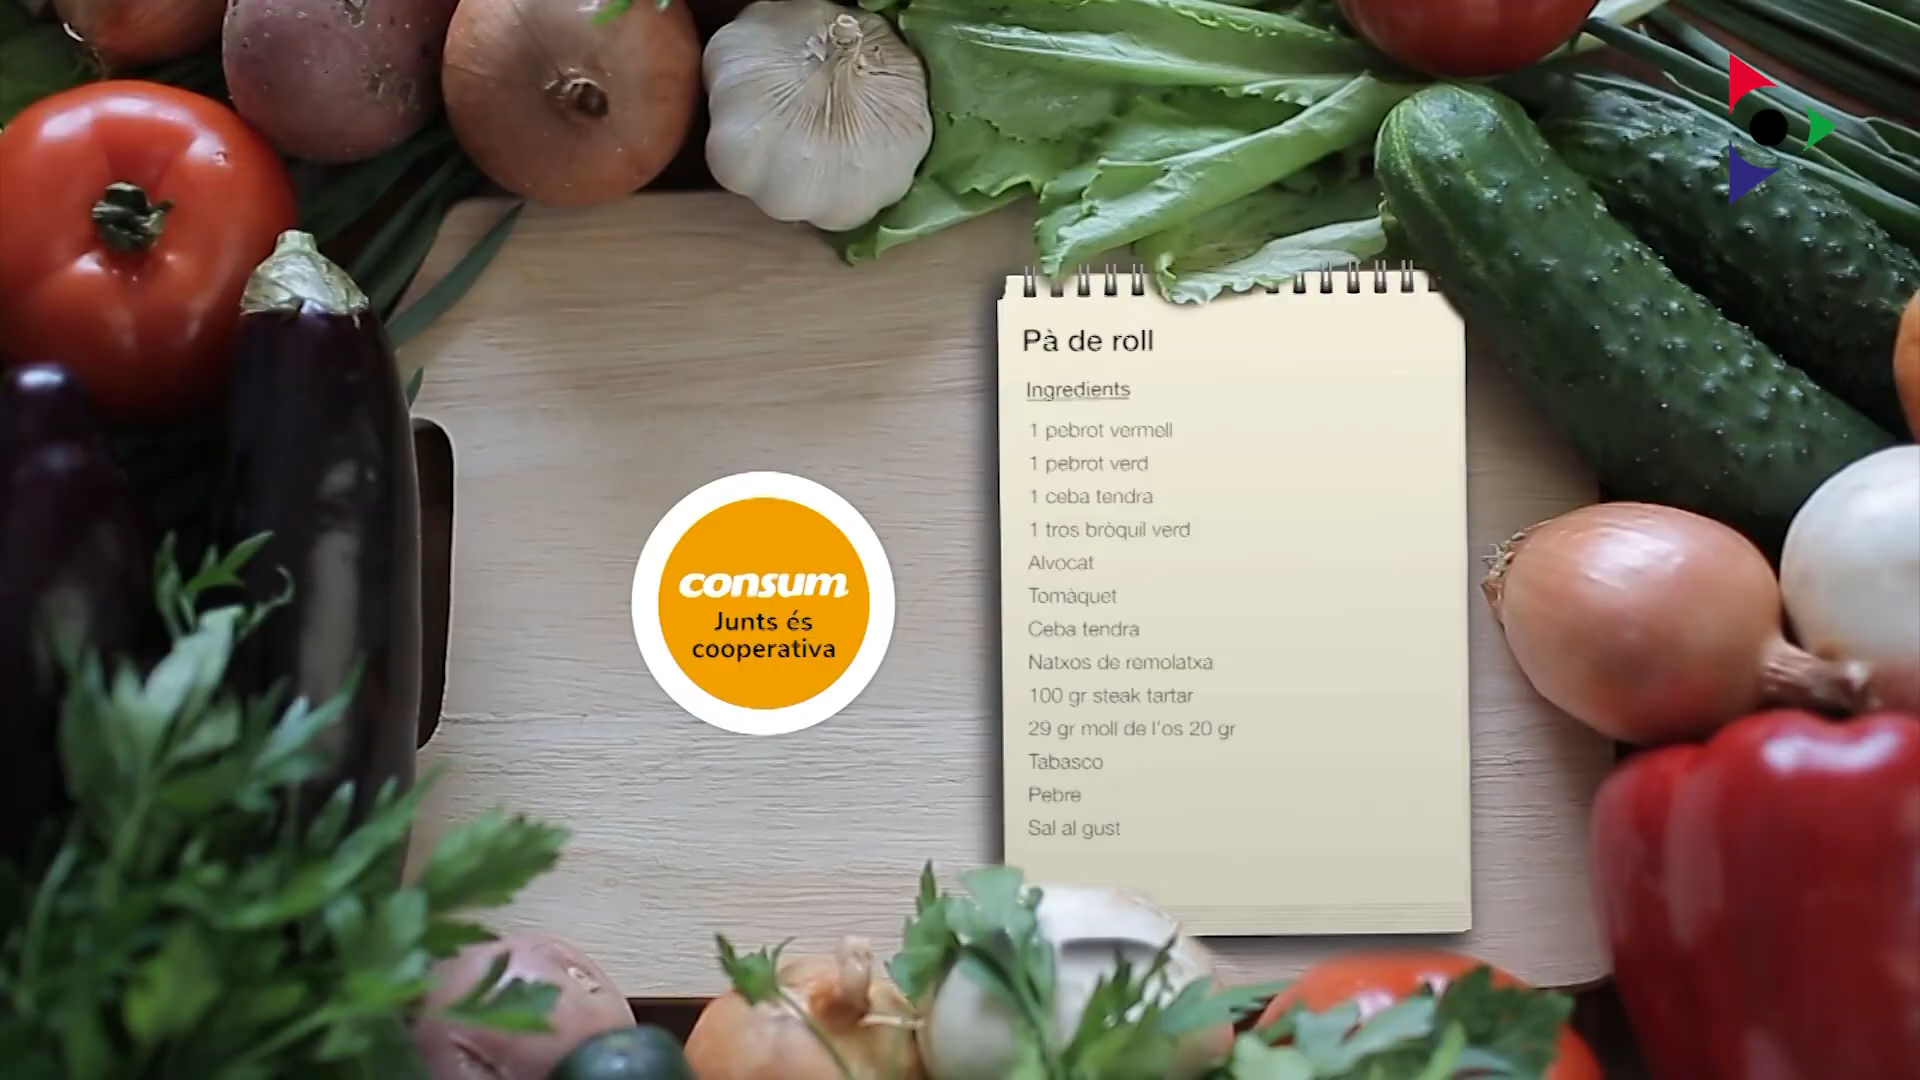 Pà de roll
Ingredients
1 pebrot vermell
1 pebrot verd
1 ceba tendra
1 tros bròquil verd
Alvocat
Tomàquet
Ceba tendra
Natxos de remolatxa
100 gr steak tartar
29 gr moll de l'os 20 gr
Tabasco
Pebre
Sal al gust
consum
Junts és
cooperativa